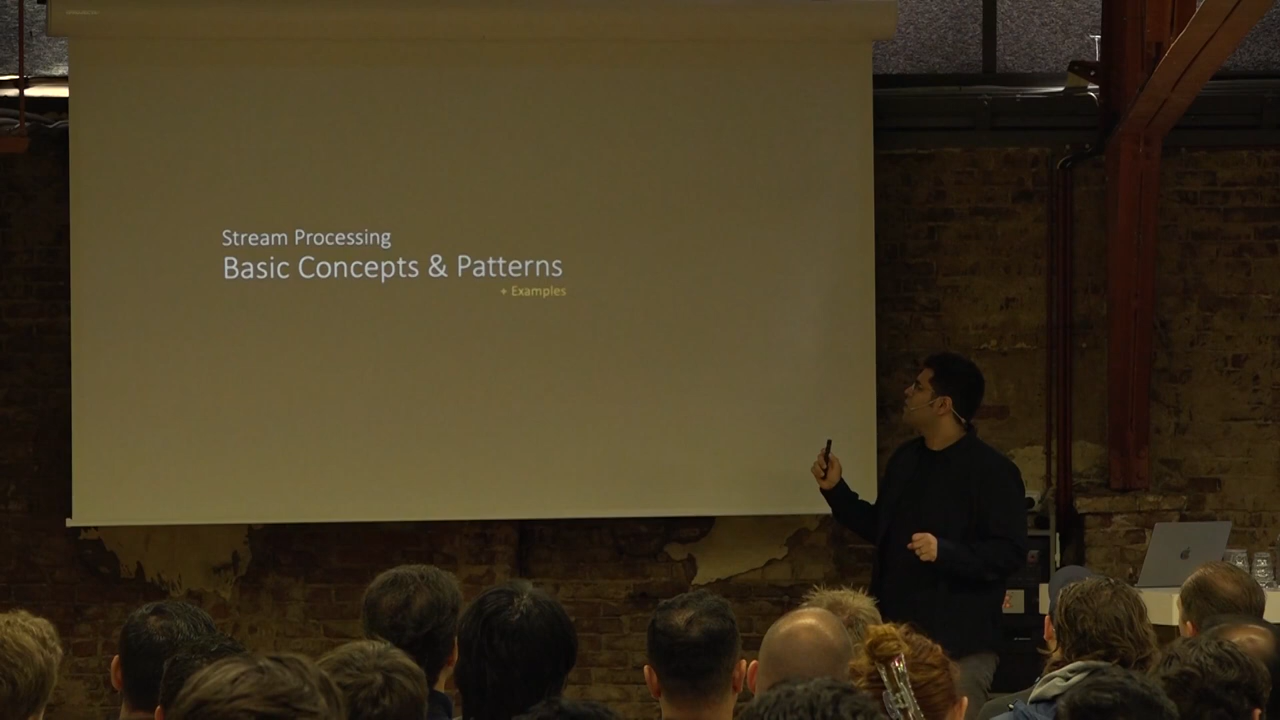 Stream Processing
Basic Concepts & Patterns
+ Examples